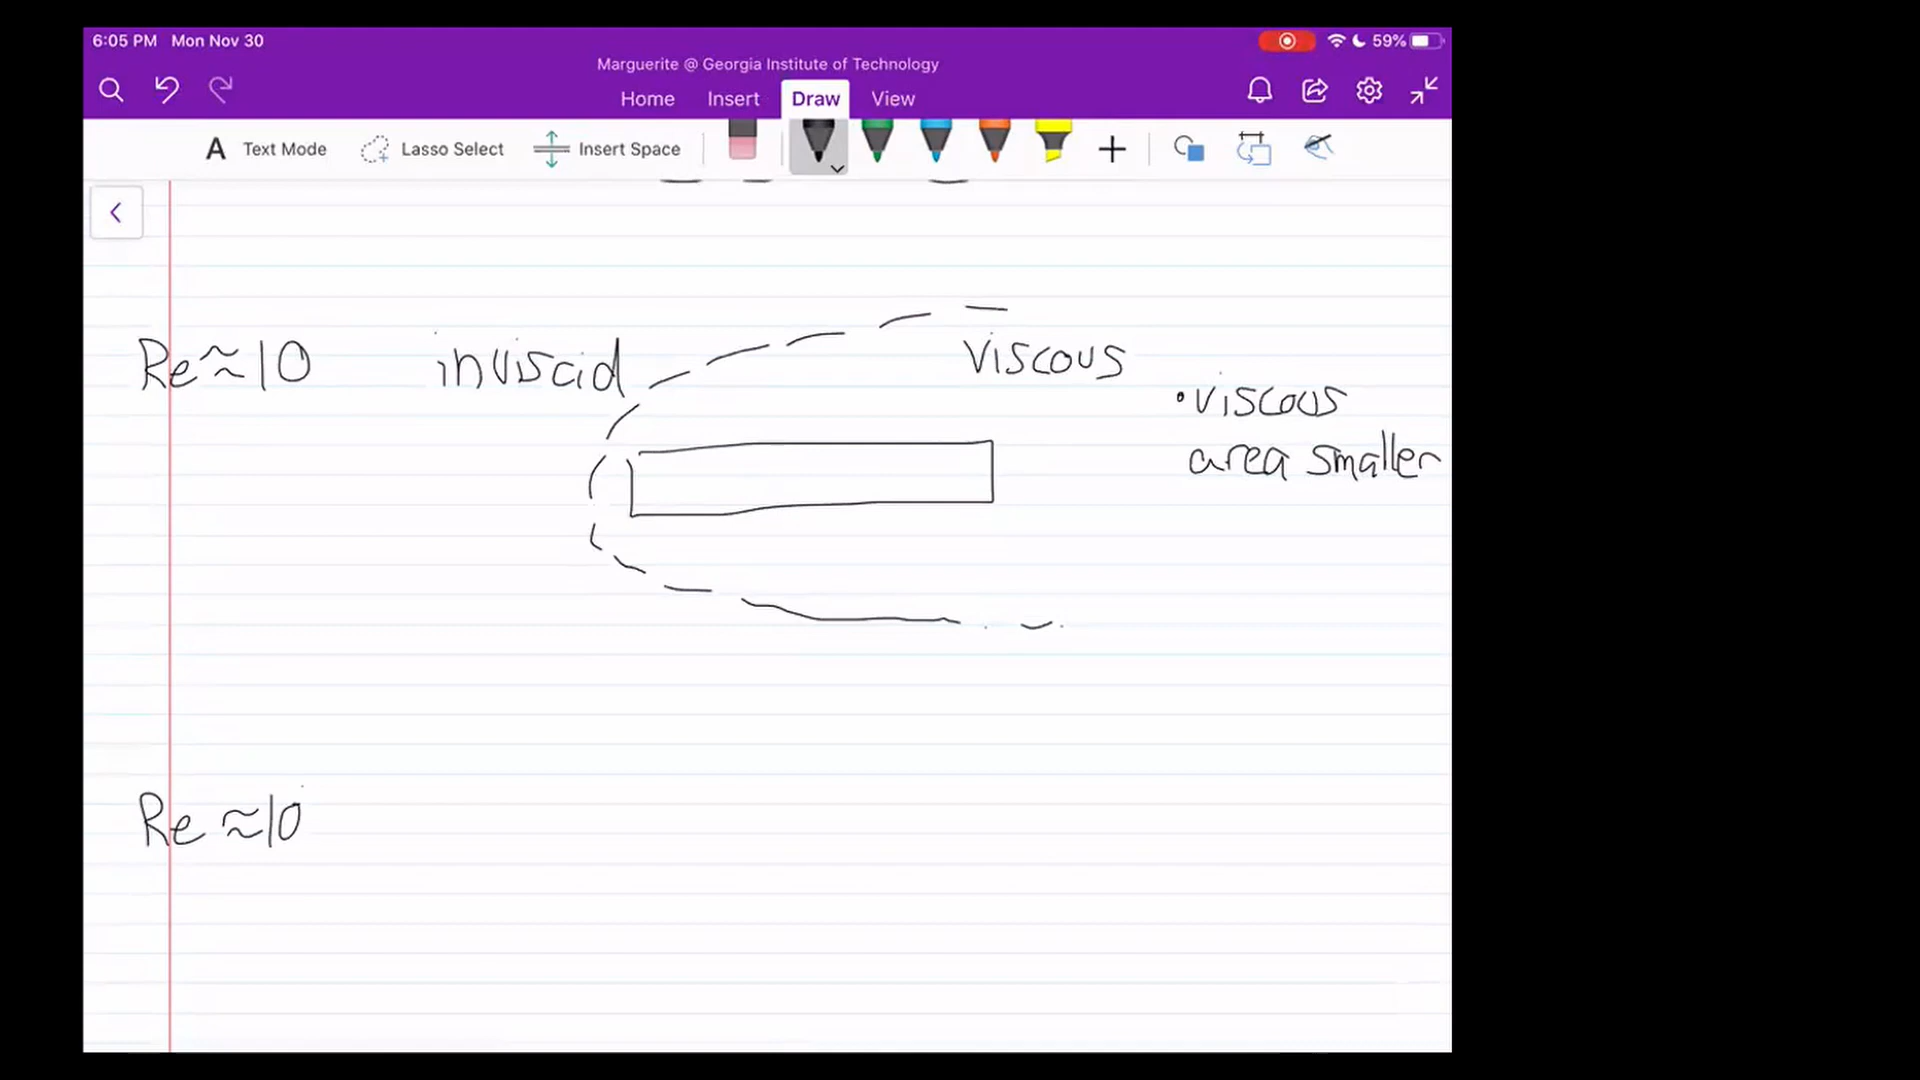 6:05 PM Mon Nov 30
59%
Marguerite @ Georgia Institute of Technology
Home Insert Draw View
A Text Mode Lasso Select Insert Space
Re≈10 inviscid viscous
•viscous
area smaller
Re≈10